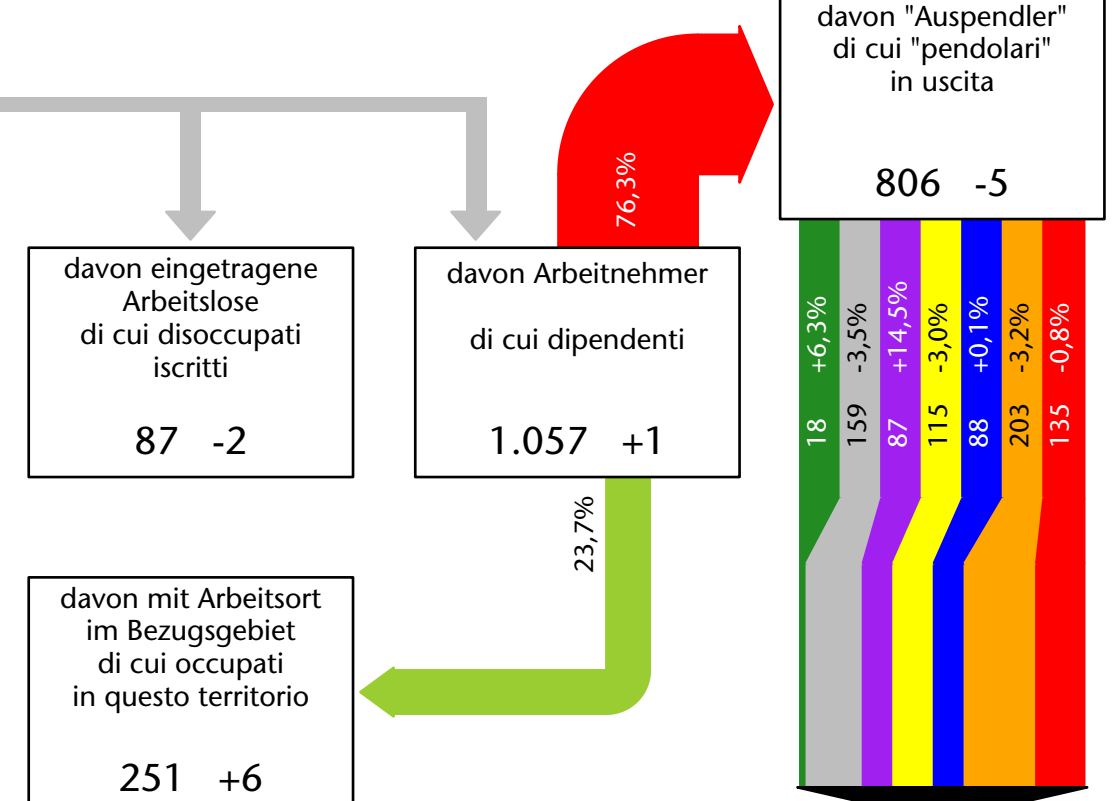 davon "Auspendler"
di cui "pendolari"
in uscita
806 -5
76,3%
davon eingetragene
Arbeitslose
di cui disoccupati
iscritti
87 -2
davon Arbeitnehmer
di cui dipendenti
1.057 +1
18 +6,3%
159 -3,5%
87 +14,5%
115 -3,0%
88 +0,1%
203 -3,2%
135 -0,8%
23,7%
davon mit Arbeitsort
im Bezugsgebiet
di cui occupati
in questo territorio
251 +6